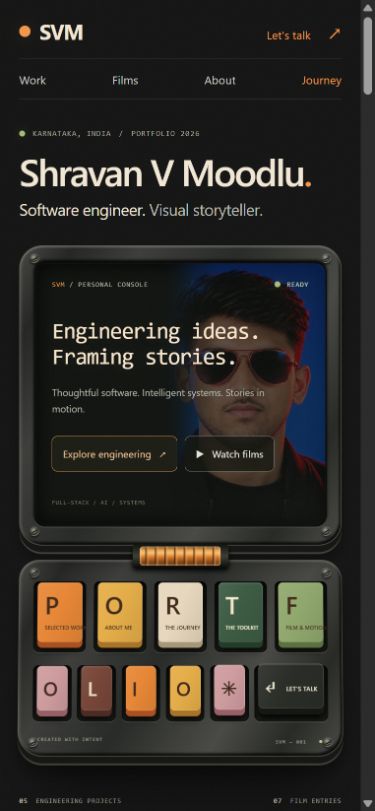 SVM
Let's talk ↗
Work Films About Journey
KARNATAKA, INDIA / PORTFOLIO 2026
Shravan V Moodlu.
Software engineer. Visual storyteller.
SVM / PERSONAL CONSOLE
READY
Engineering ideas.
Framing stories.
Thoughtful software. Intelligent systems. Stories in
motion.
Explore engineering ↗
▶ Watch films
FULL-STACK / AI / SYSTEMS
P O R T F
SELECTED WOR ABOUT ME THE JOURNEY THE TOOLKIT FILM & MOTIO
O L I O ✳ ↵ LET'S TALK
CREATED WITH INTENT
SVM — 001
05 ENGINEERING PROJECTS
07 FILM ENTRIES